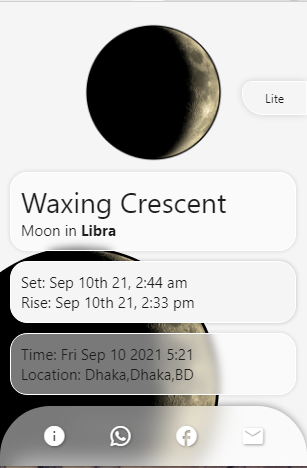 Lite
Waxing Crescent
Moon in Libra
Set: Sep 10th 21, 2:44 am
Rise: Sep 10th 21, 2:33 pm
Time: Fri Sep 10 2021 5:21
Location: Dhaka,Dhaka,BD